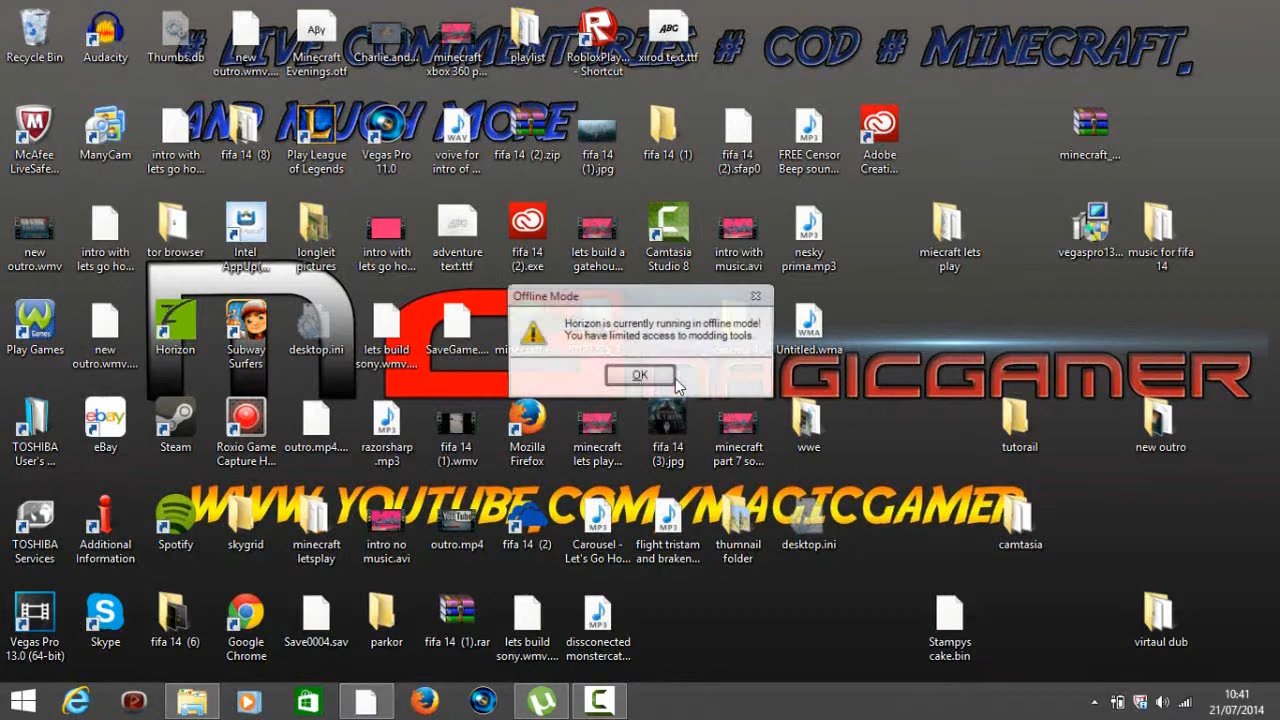 # LIVE COMMENTARIES # COD # MINECRAFT.
AND MUCH MORE
MAGICGAMER
WWW.YOUTUBE.COM/MAGICGAMER
Recycle Bin
Audacity
Thumbs.db
new outro.wmv....
Minecraft Evenings.otf
Charlie.and...
minecraft xbox 360 p...
playlist
RobloxPlay... - Shortcut
xirod text.ttf
McAfee LiveSafe...
ManyCam
intro with lets go ho...
fifa 14 (8)
Play League of Legends
Vegas Pro 11.0
voive for intro of ...
fifa 14 (2).zip
fifa 14 (1).jpg
fifa 14 (1)
fifa 14 (2).sfap0
FREE Censor Beep soun...
Adobe Creati...
minecraft_...
new outro.wmv
intro with lets go ho...
tor browser
Intel AppUp(...
longleit pictures
intro with lets go ho...
adventure text.ttf
fifa 14 (2).exe
lets build a gatehou...
Camtasia Studio 8
intro with music.avi
nesky prima.mp3
miecraft lets play
vegaspro13...
music for fifa 14
Offline Mode
Horizon is currently running in offline mode!
You have limited access to modding tools.
OK
Play Games
new outro.wmv....
Horizon
Subway Surfers
desktop.ini
lets build sony.wmv....
SaveGame....
Untitled.wma
TOSHIBA User's ...
eBay
Steam
Roxio Game Capture H...
outro.mp4....
razorsharp .mp3
fifa 14 (1).wmv
Mozilla Firefox
minecraft lets play...
fifa 14 (3).jpg
minecraft part 7 so...
wwe
tutorail
new outro
TOSHIBA Services
Additional Information
Spotify
skygrid
minecraft letsplay
intro no music.avi
outro.mp4
fifa 14 (2)
Carousel - Let's Go Ho...
flight tristam and braken...
thumnail folder
desktop.ini
camtasia
Vegas Pro 13.0 (64-bit)
Skype
fifa 14 (6)
Google Chrome
Save0004.sav
parkor
fifa 14 (1).rar
lets build sony.wmv....
dissconected monstercat...
Stampys cake.bin
virtaul dub
10:41
21/07/2014